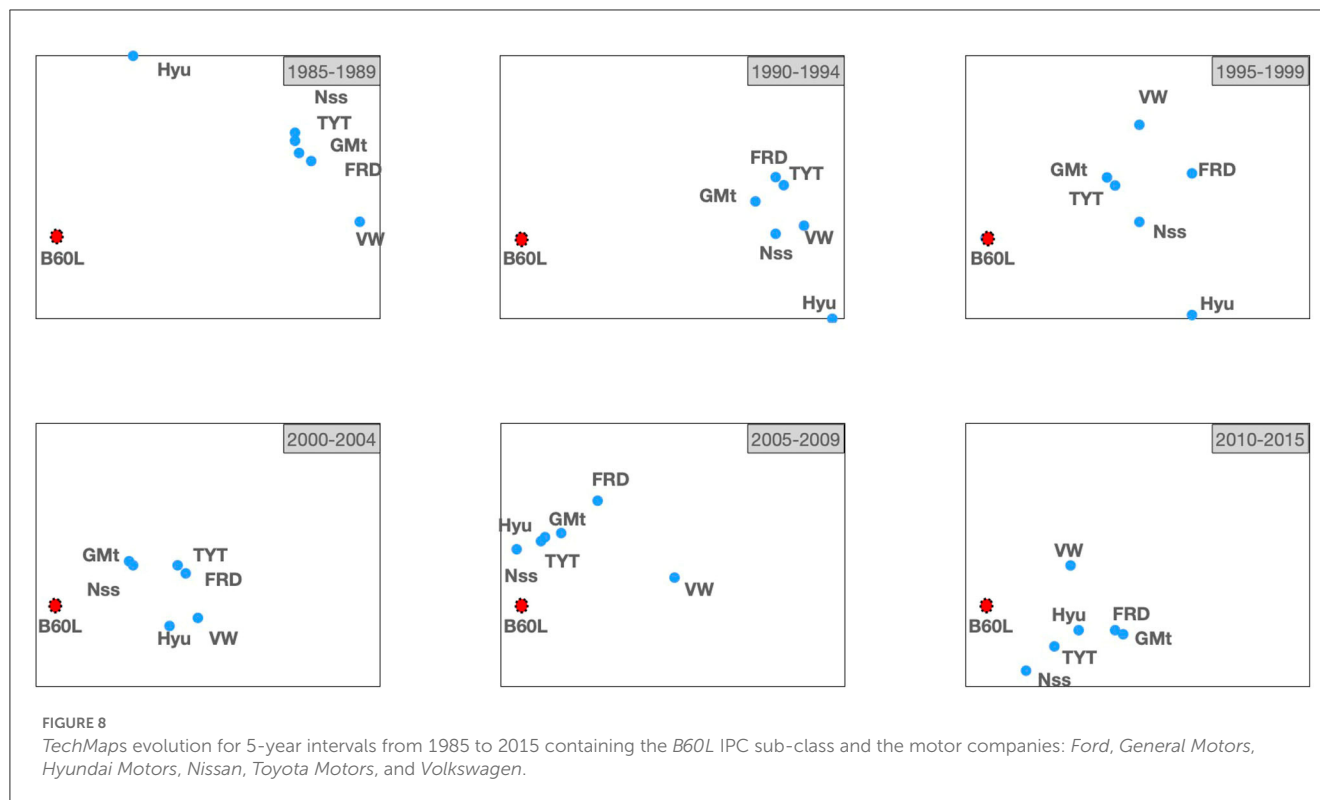 1985-1989
Hyu
Nss
TYT
GMt
FRD
VW
B60L
1990-1994
FRD
TYT
GMt
VW
Nss
B60L
Hyu
1995-1999
VW
GMt
FRD
TYT
Nss
B60L
Hyu
2000-2004
GMt
TYT
FRD
Nss
B60L
Hyu
VW
2005-2009
FRD
Hyu
GMt
TYT
Nss
VW
B60L
2010-2015
VW
B60L
Hyu
FRD
GMt
TYT
Nss
FIGURE 8
TechMaps evolution for 5-year intervals from 1985 to 2015 containing the B60L IPC sub-class and the motor companies: Ford, General Motors,
Hyundai Motors, Nissan, Toyota Motors, and Volkswagen.